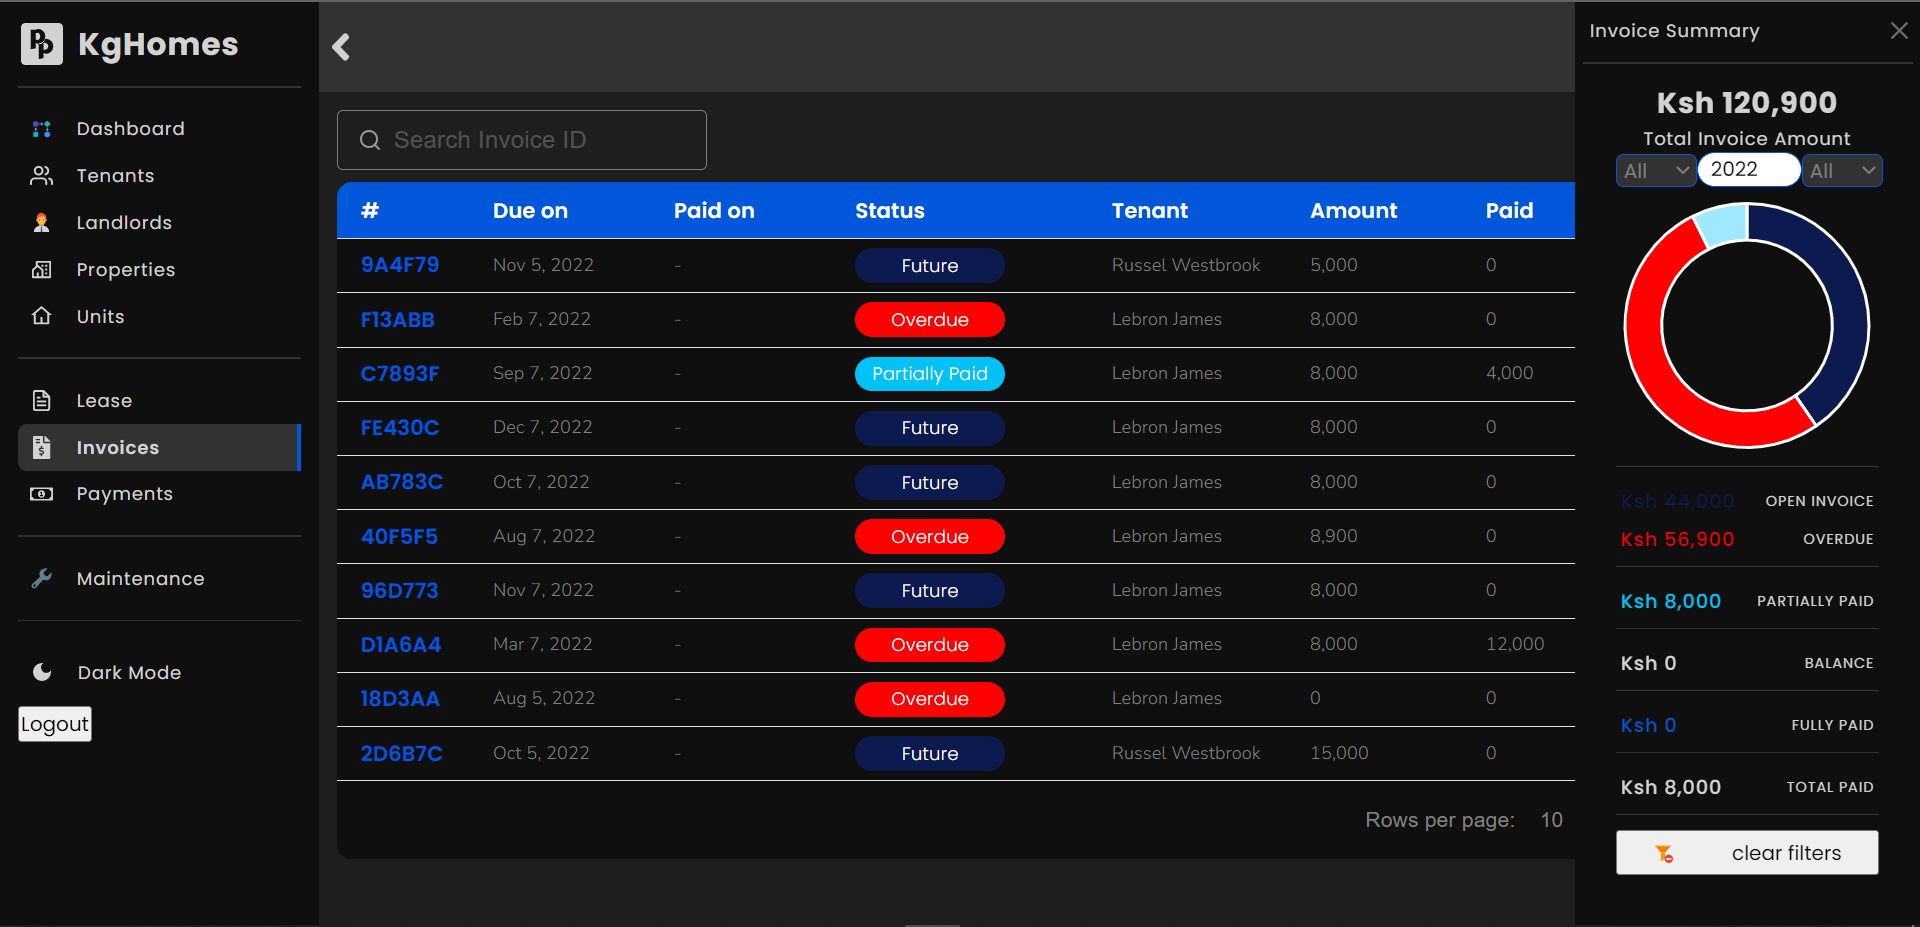 KgHomes
Dashboard
Tenants
Landlords
Properties
Units
Lease
Invoices
Payments
Maintenance
Dark Mode
Logout
Search Invoice ID
# Due on Paid on Status Tenant Amount Paid
9A4F79 Nov 5, 2022 - Future Russel Westbrook 5,000 0
F13ABB Feb 7, 2022 - Overdue Lebron James 8,000 0
C7893F Sep 7, 2022 - Partially Paid Lebron James 8,000 4,000
FE430C Dec 7, 2022 - Future Lebron James 8,000 0
AB783C Oct 7, 2022 - Future Lebron James 8,000 0
40F5F5 Aug 7, 2022 - Overdue Lebron James 8,900 0
96D773 Nov 7, 2022 - Future Lebron James 8,000 0
D1A6A4 Mar 7, 2022 - Overdue Lebron James 8,000 12,000
18D3AA Aug 5, 2022 - Overdue Lebron James 0 0
2D6B7C Oct 5, 2022 - Future Russel Westbrook 15,000 0
Rows per page: 10
Invoice Summary
Ksh 120,900
Total Invoice Amount
All 2022 All
Ksh 44,000 OPEN INVOICE
Ksh 56,900 OVERDUE
Ksh 8,000 PARTIALLY PAID
Ksh 0 BALANCE
Ksh 0 FULLY PAID
Ksh 8,000 TOTAL PAID
clear filters